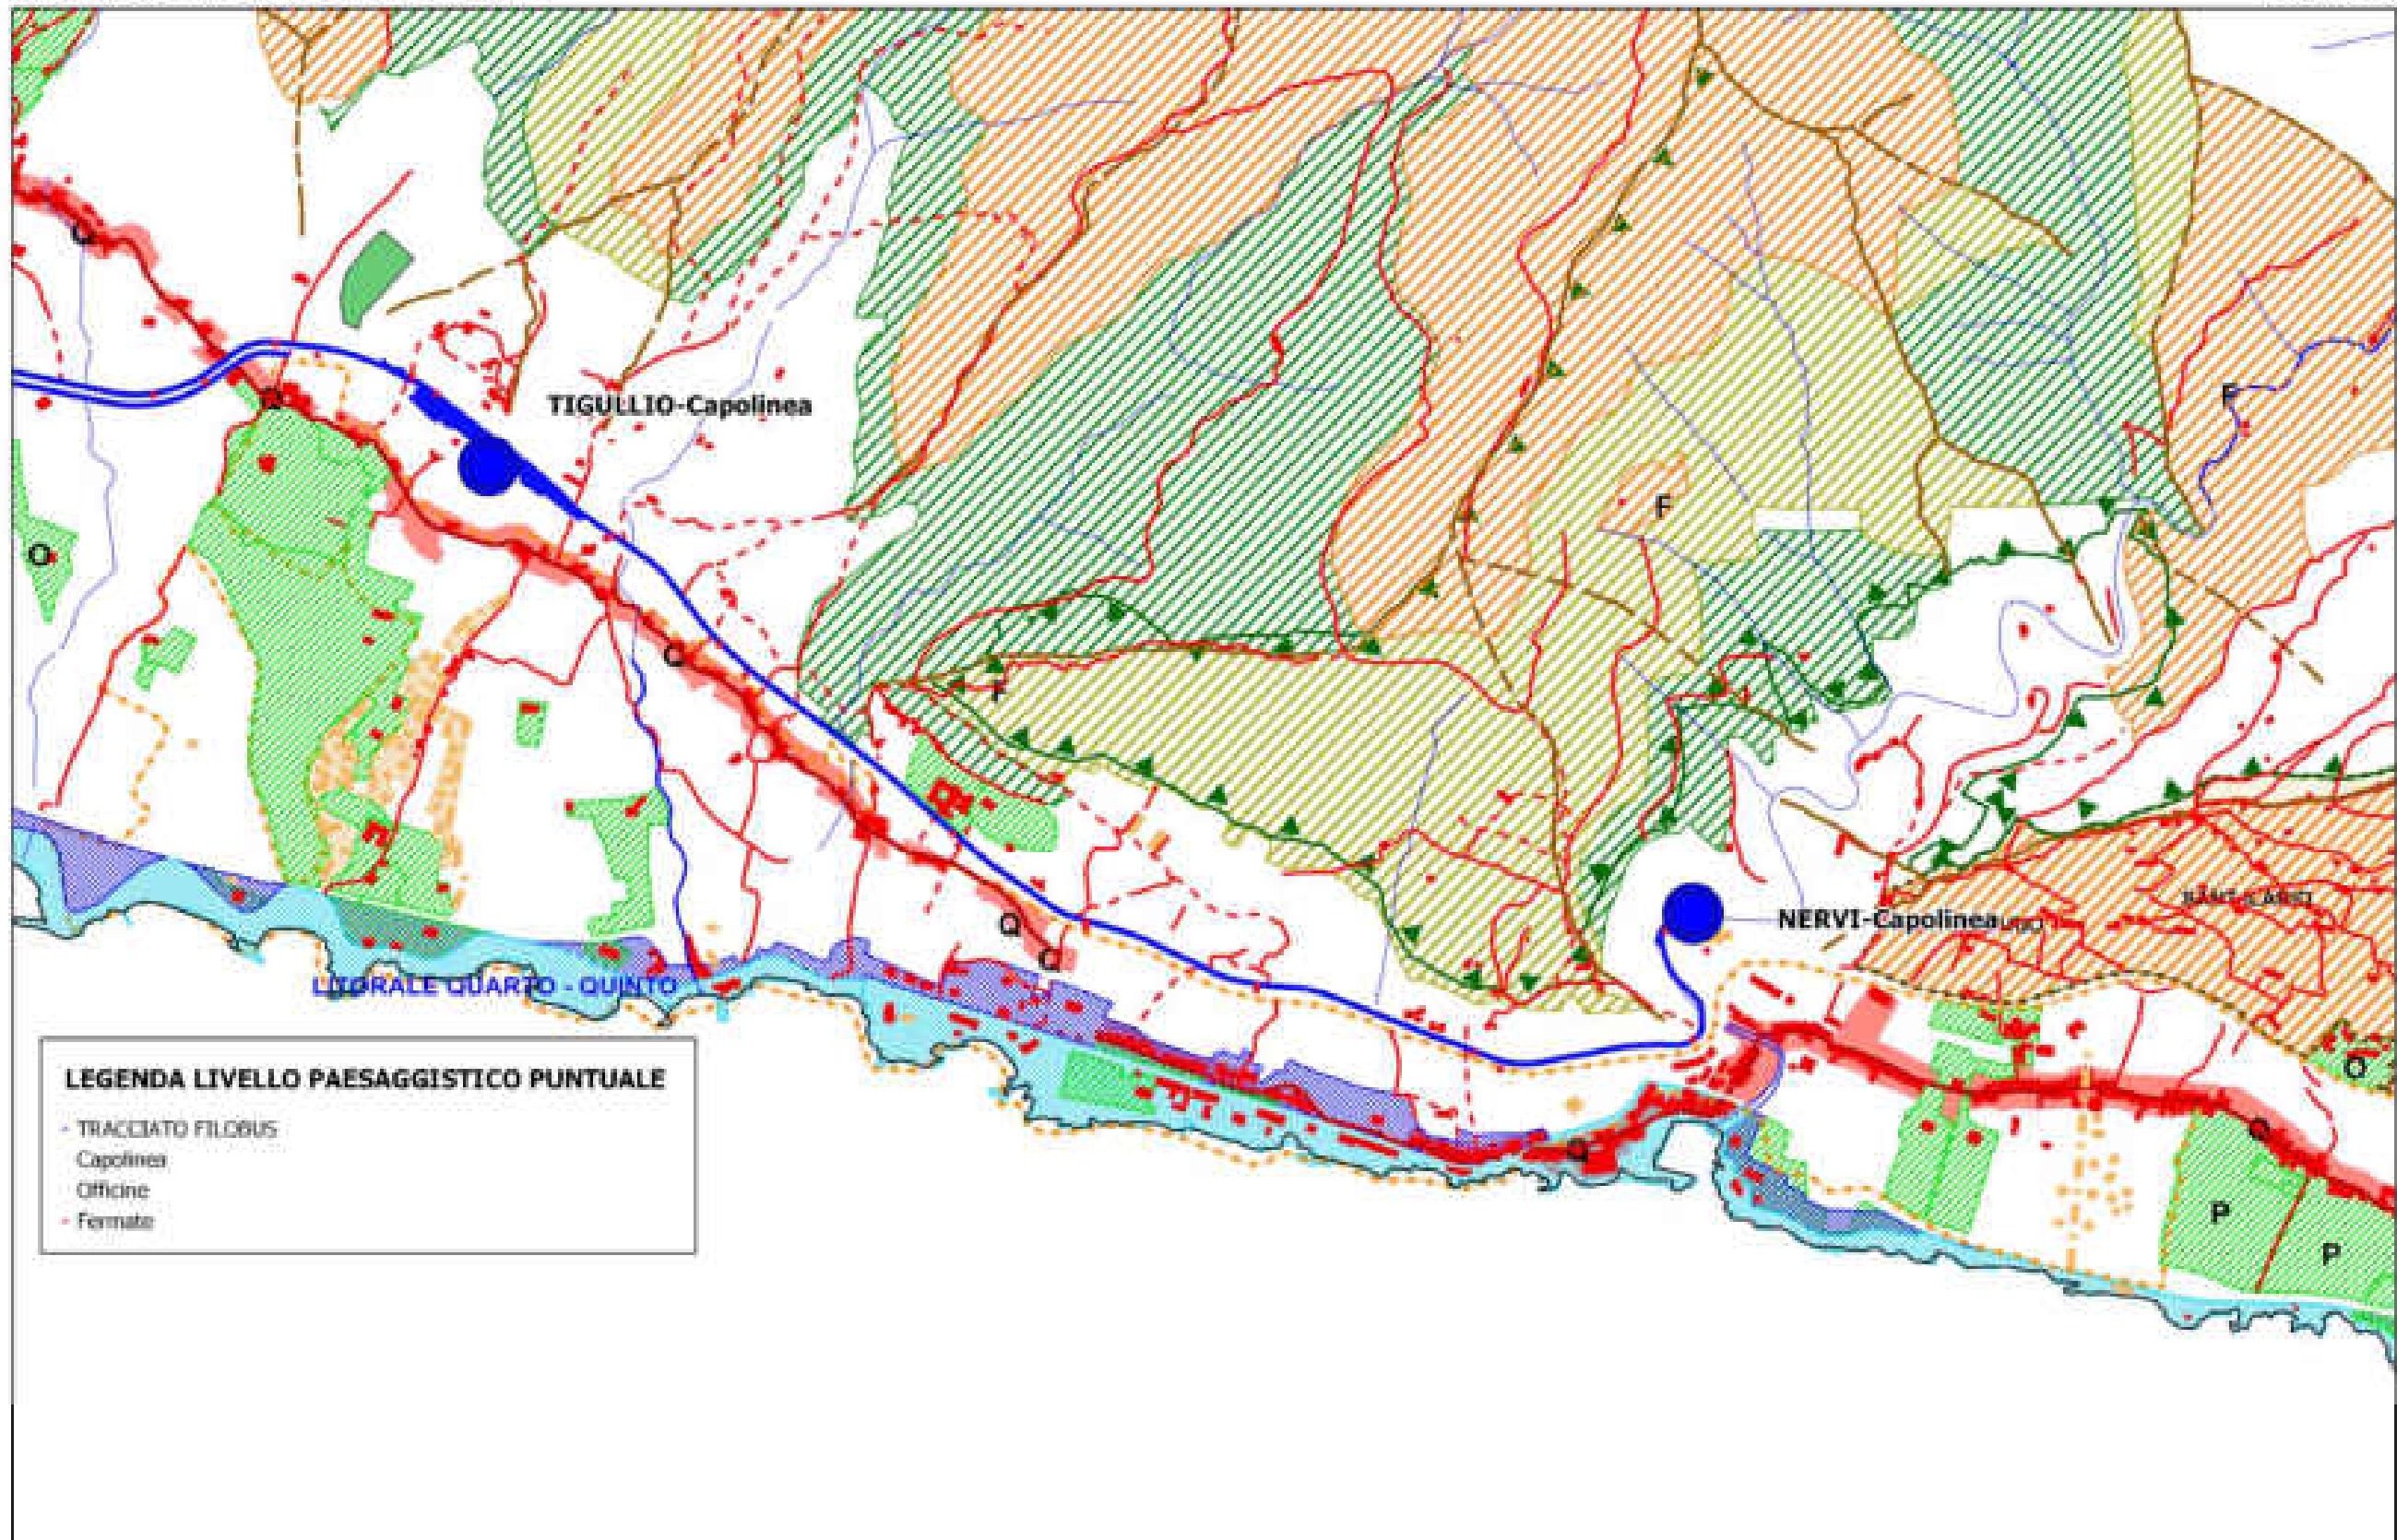 Q
TIGULLIO-Capolinea
F
F
O
Q
F
Q
NERVI-Capolinea
LITORALE QUARTO - QUINTO
Q
O
LEGENDA LIVELLO PAESAGGISTICO PUNTUALE
TRACCIATO FILOBUS
Capolinea
Officine
Fermate
Q
Q
P
P